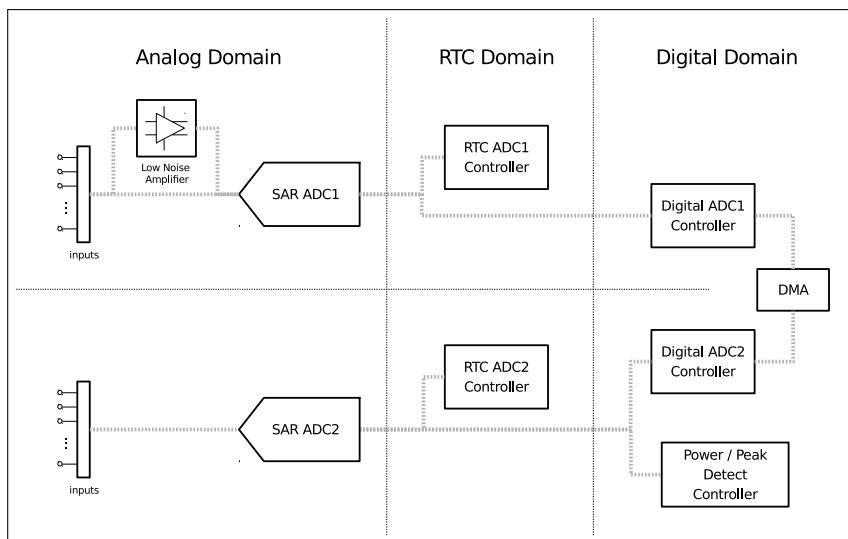 Analog Domain
RTC Domain
Digital Domain
Low Noise
Amplifier
RTC ADC1
Controller
SAR ADC1
Digital ADC1
Controller
inputs
DMA
RTC ADC2
Controller
Digital ADC2
Controller
SAR ADC2
Power / Peak
Detect
Controller
inputs